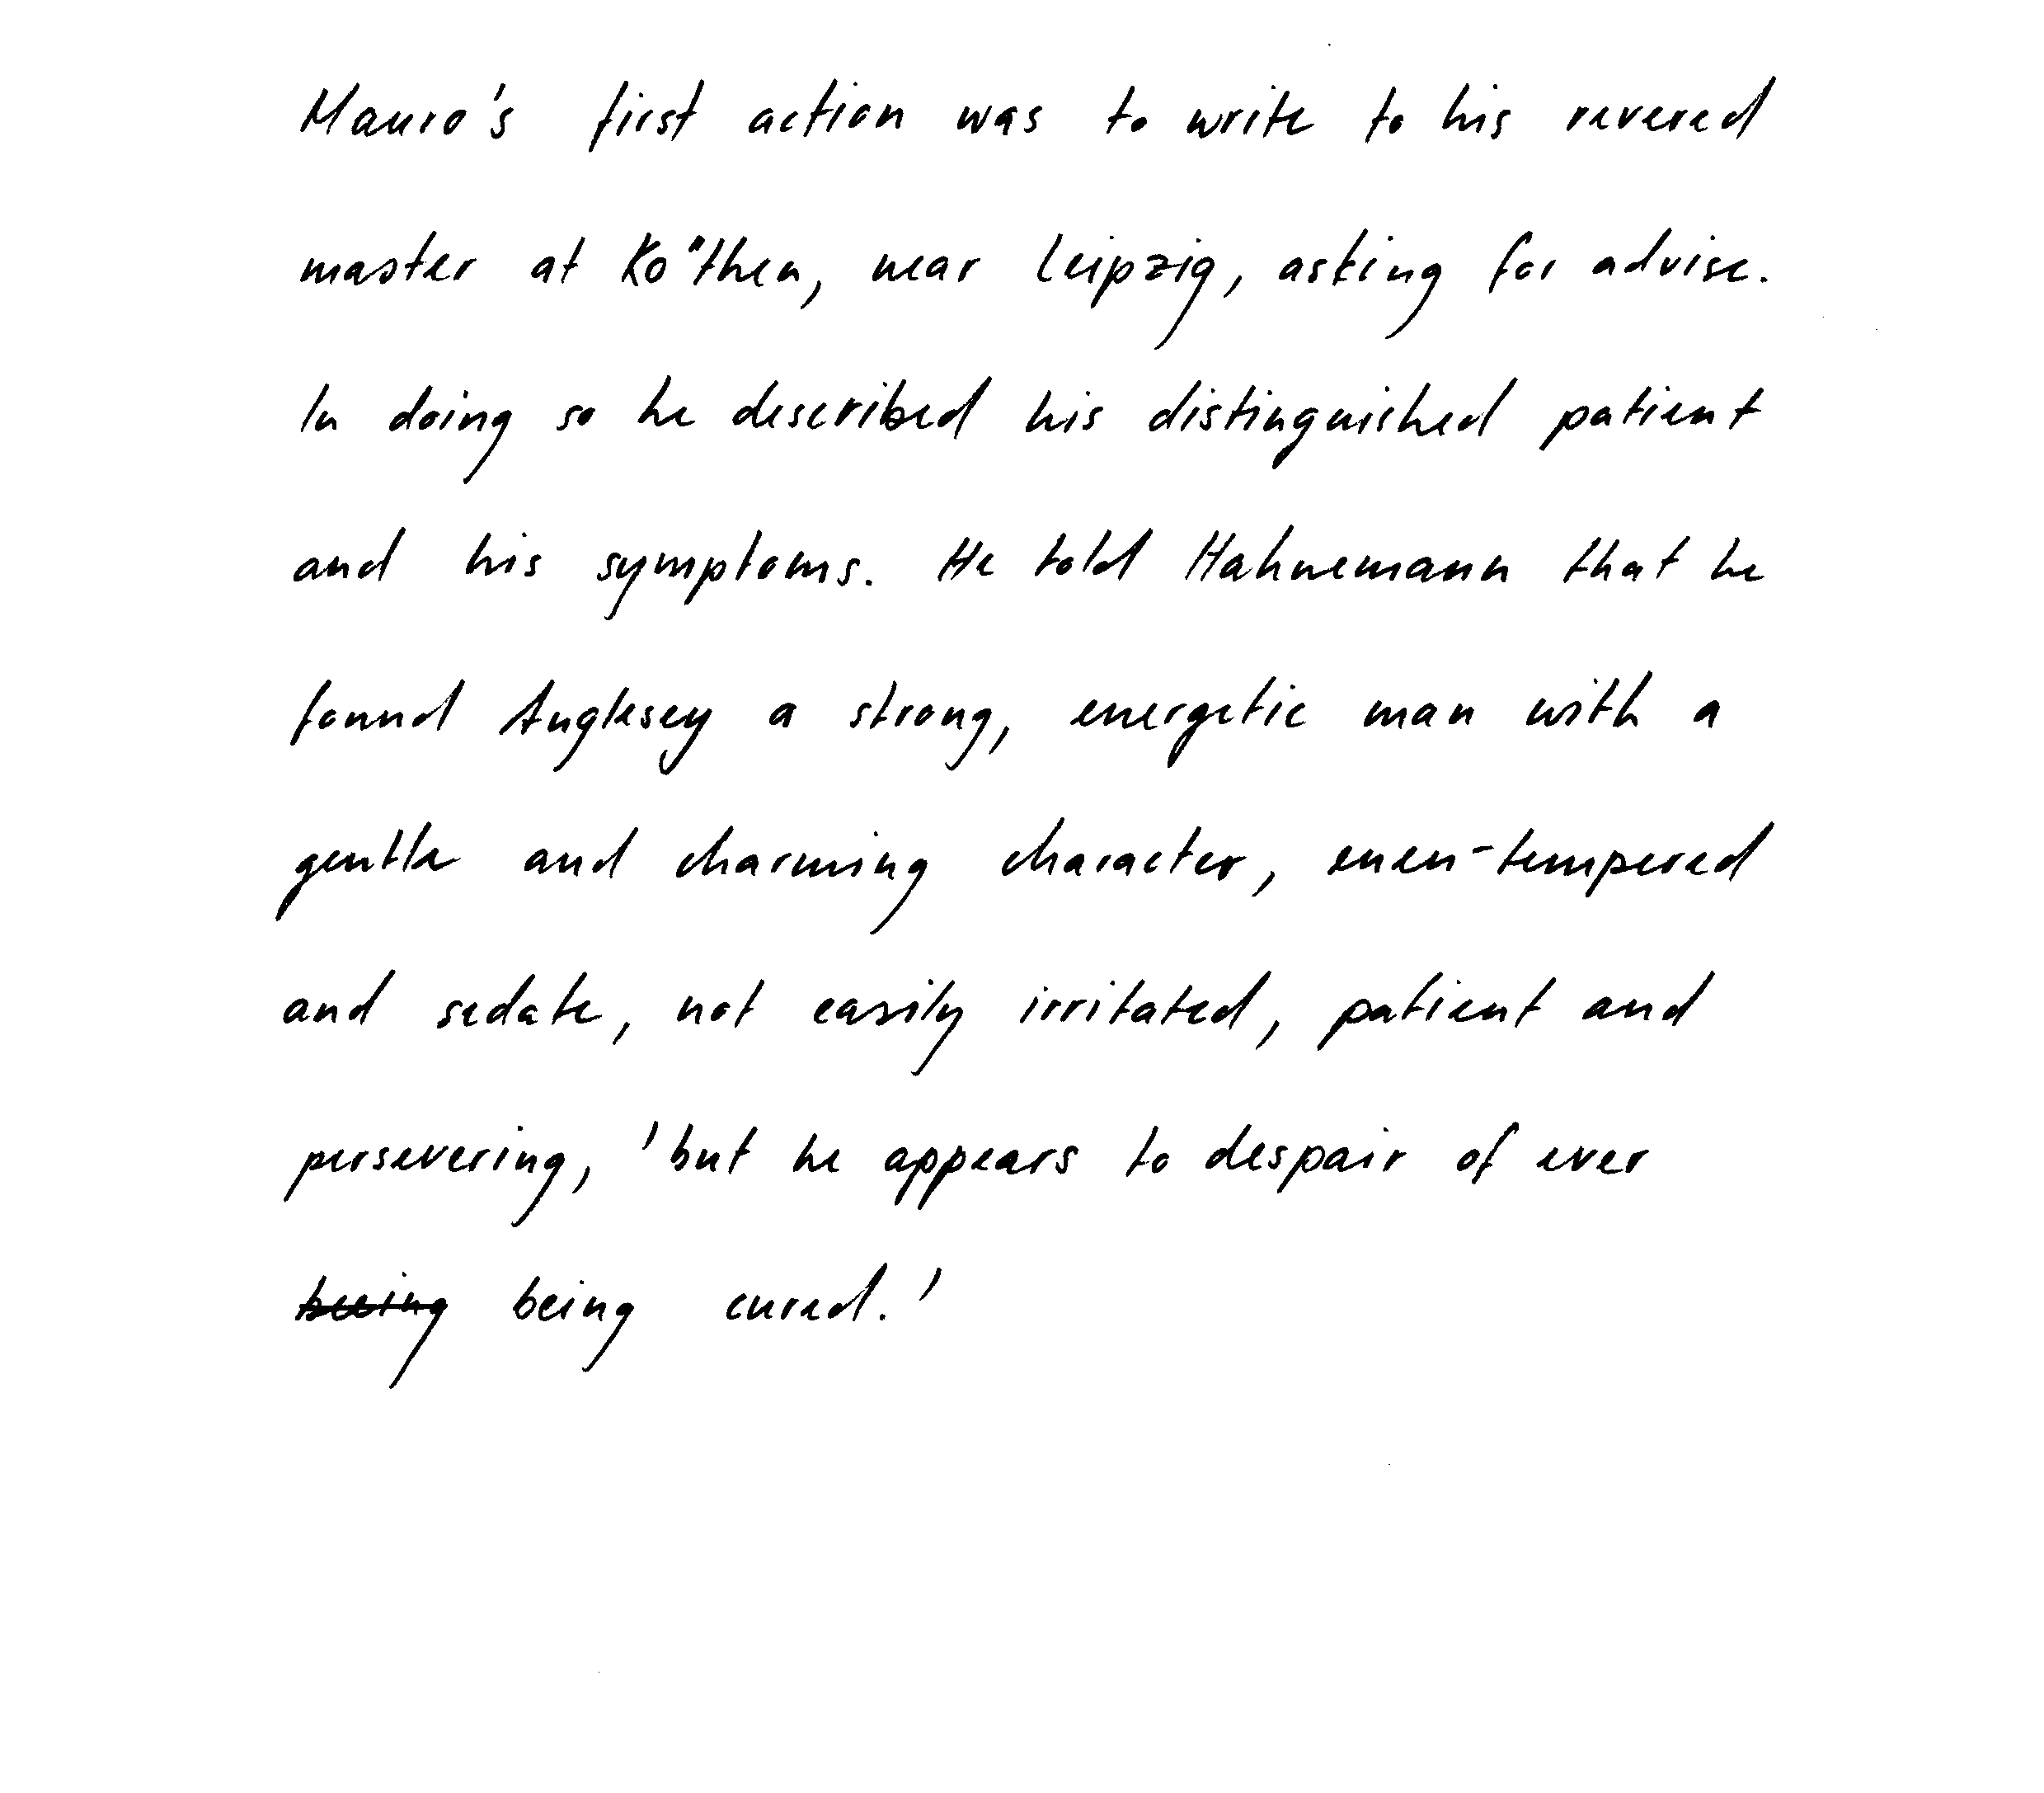 Mauro's first action was to write to his revered
master at Ko"then, near Leipzig, asking for advise.
In doing so he described his distinguished patient
and his symptoms. He told Hahnemann that he
found Anglesey a strong, energetic man with a
gentle and charming character, even-tempered
and sedate, not easily irritated, patient and
persevering, 'but he appears to despair of ever
being cured.'